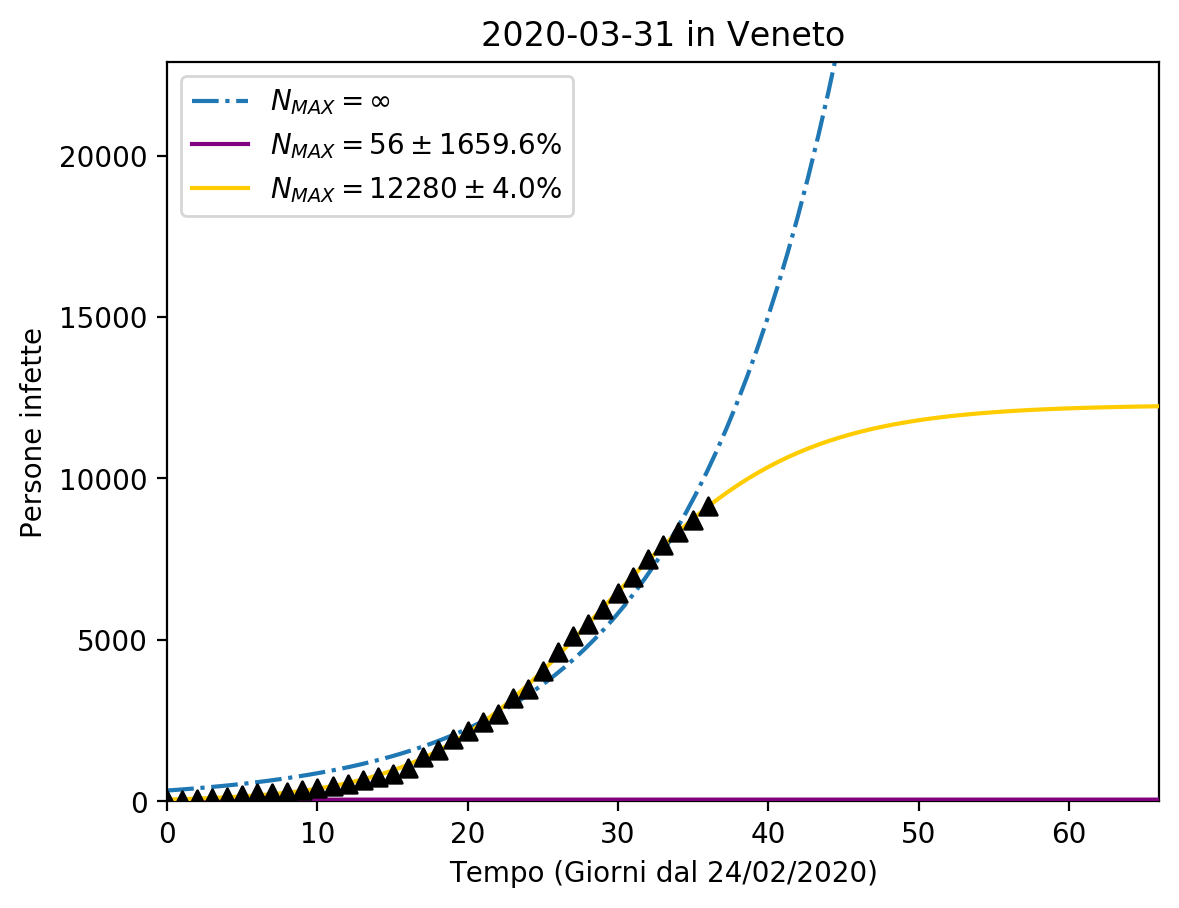 2020-03-31 in Veneto
N_MAX = ∞
N_MAX = 56 ± 1659.6%
N_MAX = 12280 ± 4.0%
Persone infette
20000
15000
10000
5000
0
0 10 20 30 40 50 60
Tempo (Giorni dal 24/02/2020)